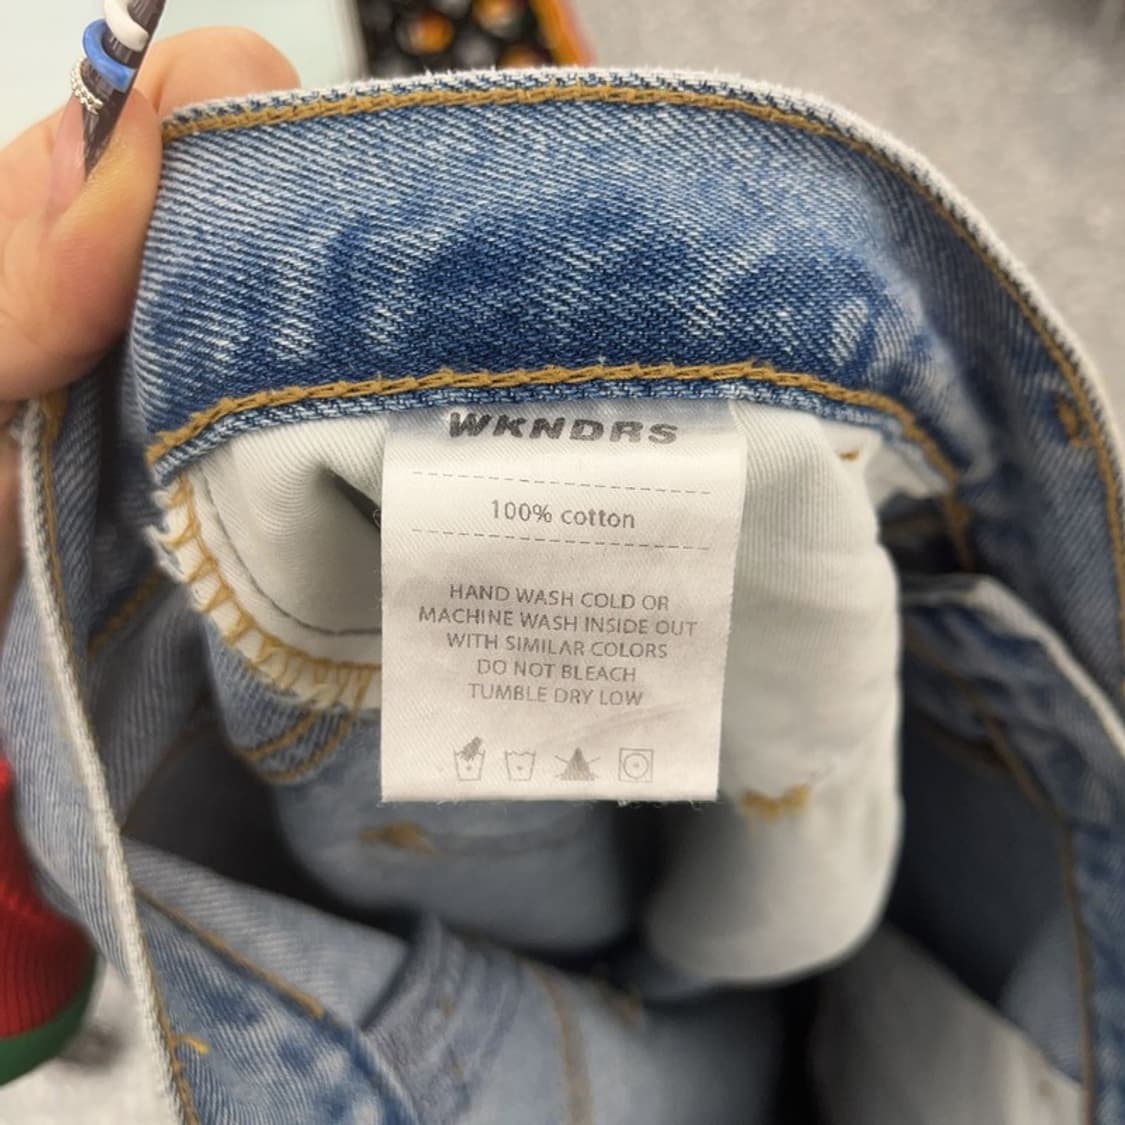 WKNDRS
100% cotton
HAND WASH COLD OR
MACHINE WASH INSIDE OUT
WITH SIMILAR COLORS
DO NOT BLEACH
TUMBLE DRY LOW